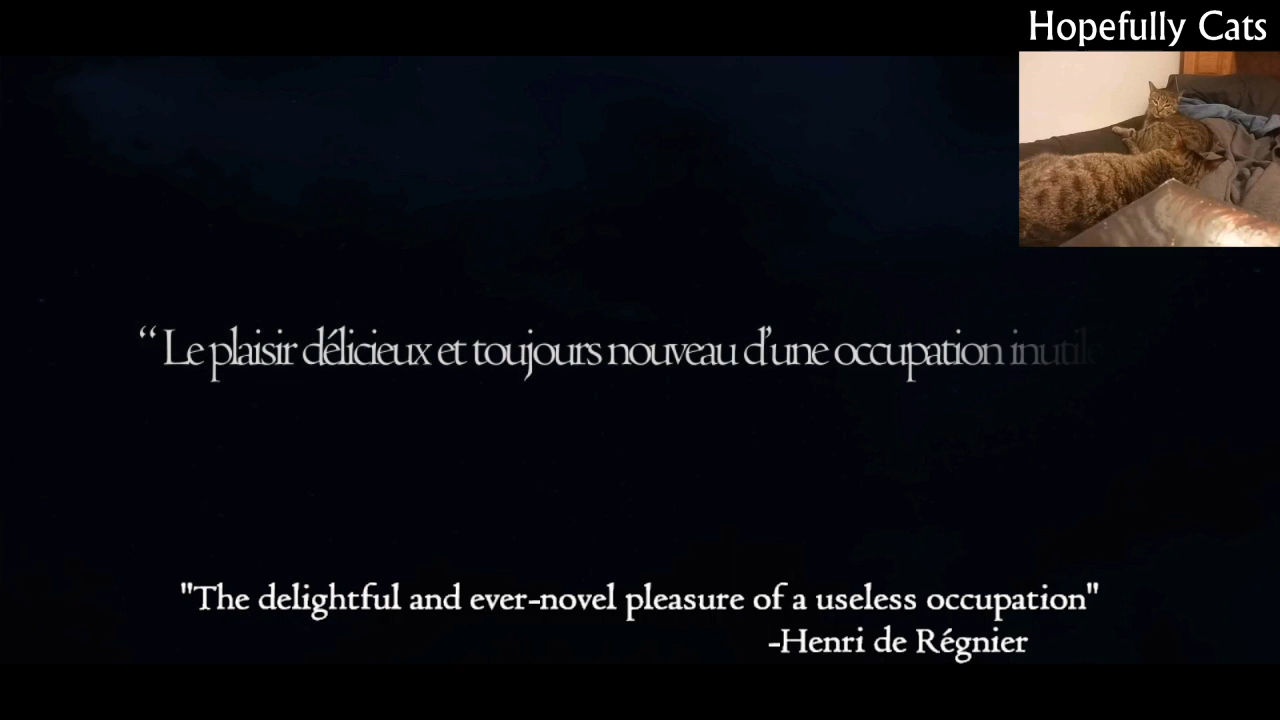 Hopefully Cats
“ Le plaisir délicieux et toujours nouveau d’une occupation inutile
"The delightful and ever-novel pleasure of a useless occupation"
-Henri de Régnier